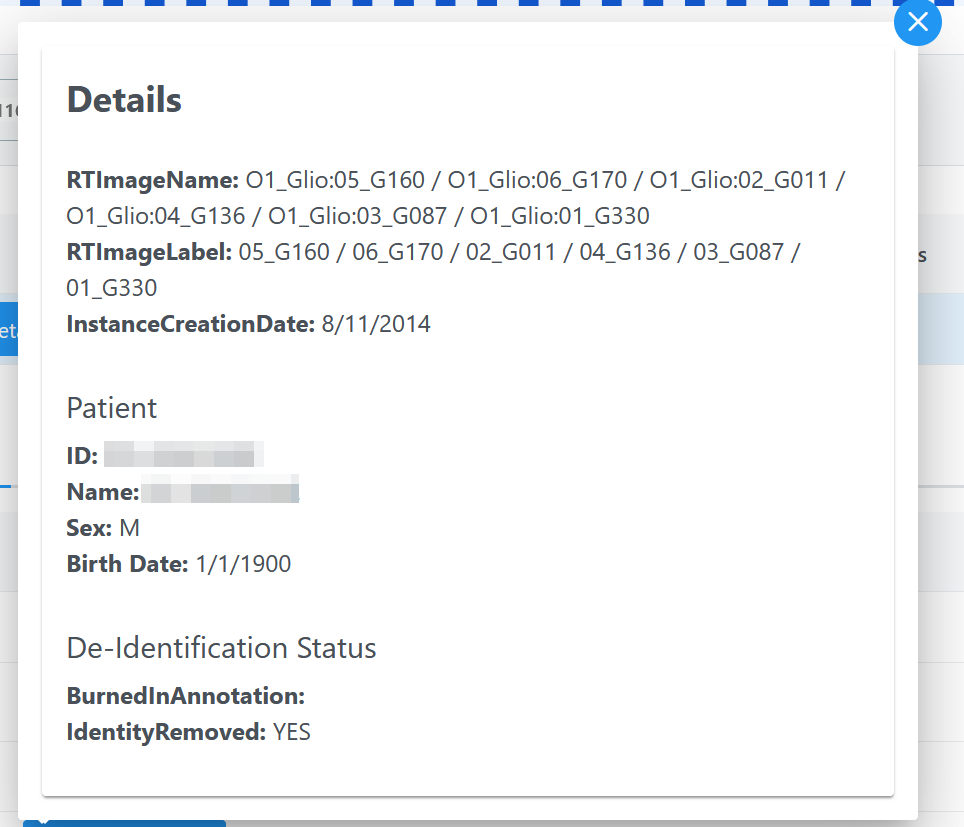 Details
RTImageName: O1_Glio:05_G160 / O1_Glio:06_G170 / O1_Glio:02_G011 /
O1_Glio:04_G136 / O1_Glio:03_G087 / O1_Glio:01_G330
RTImageLabel: 05_G160 / 06_G170 / 02_G011 / 04_G136 / 03_G087 /
01_G330
InstanceCreationDate: 8/11/2014
Patient
ID:
Name:
Sex: M
Birth Date: 1/1/1900
De-Identification Status
BurnedInAnnotation:
IdentityRemoved: YES